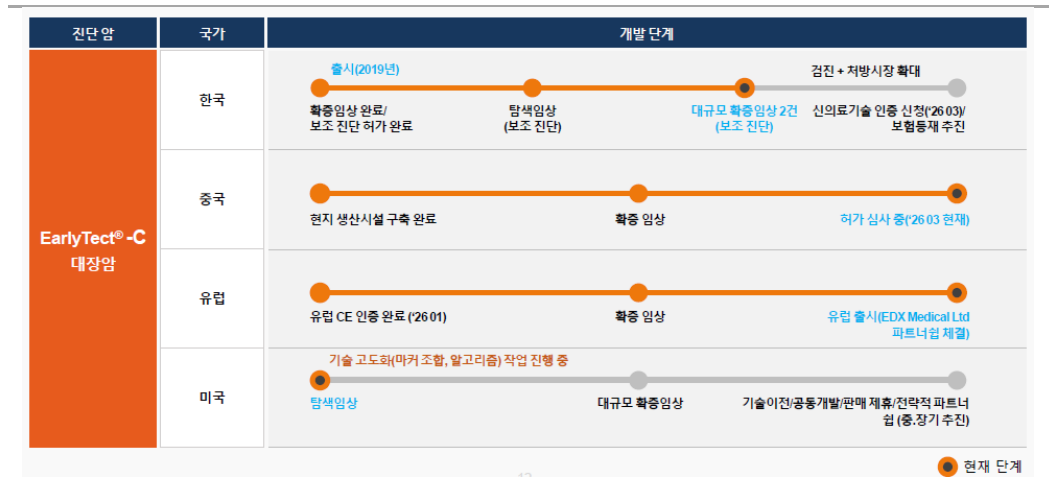 진단 암 국가 개발 단계
EarlyTect® -C
대장암
한국
출시(2019년)
검진 + 처방시장 확대
확증임상 완료/
보조 진단 허가 완료
탐색임상
(보조 진단)
대규모 확증임상 2건
(보조 진단)
신의료기술 인증 신청('26 03)/
보험등재 추진
중국
현지 생산시설 구축 완료
확증 임상
허가 심사 중('26 03 현재)
유럽
유럽 CE 인증 완료 ('26 01)
확증 임상
유럽 출시(EDX Medical Ltd
파트너쉽 체결)
미국
기술 고도화(마커 조합, 알고리즘) 작업 진행 중
탐색임상
대규모 확증임상
기술이전/공동개발/판매 제휴/전략적 파트너
쉽 (중.장기 추진)
현재 단계